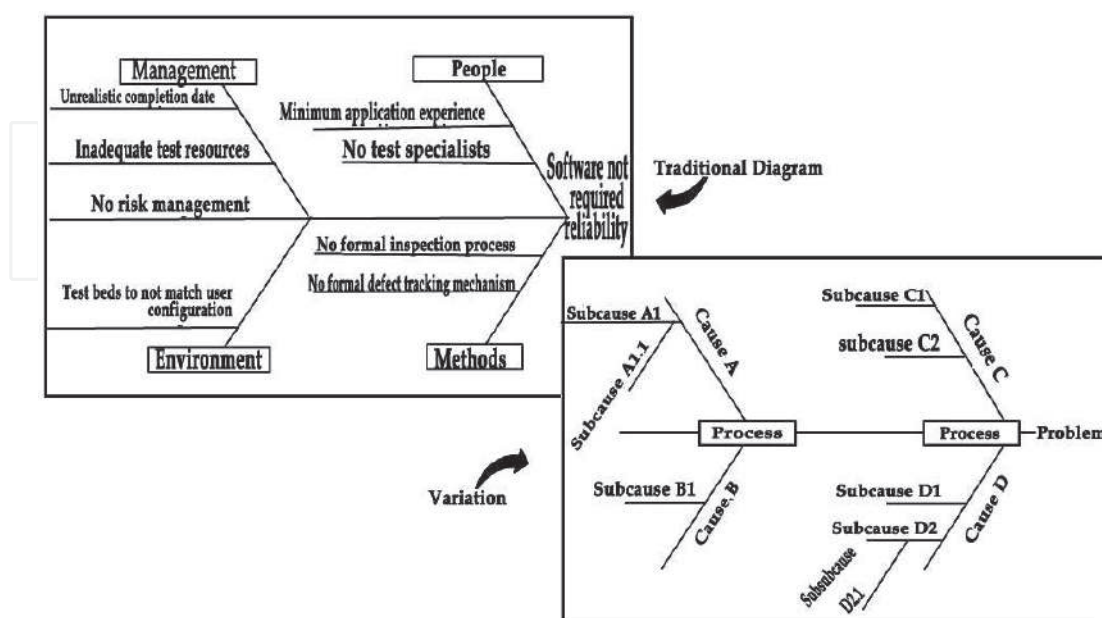 Management
People
Unrealistic completion date
Minimum application experience
Inadequate test resources
No test specialists
Software not
required
reliability
Traditional Diagram
No risk management
No formal inspection process
No formal defect tracking mechanism
Test beds to not match user
configuration
Environment
Methods
Variation
Subcause A1
Subcause A1.1
Cause A
Subcause C1
subcause C2
Cause C
Process
Process
Problem
Subcause B1
Cause, B
Subcause D1
Subcause D2
Cause D
Subsubcause
D2.1